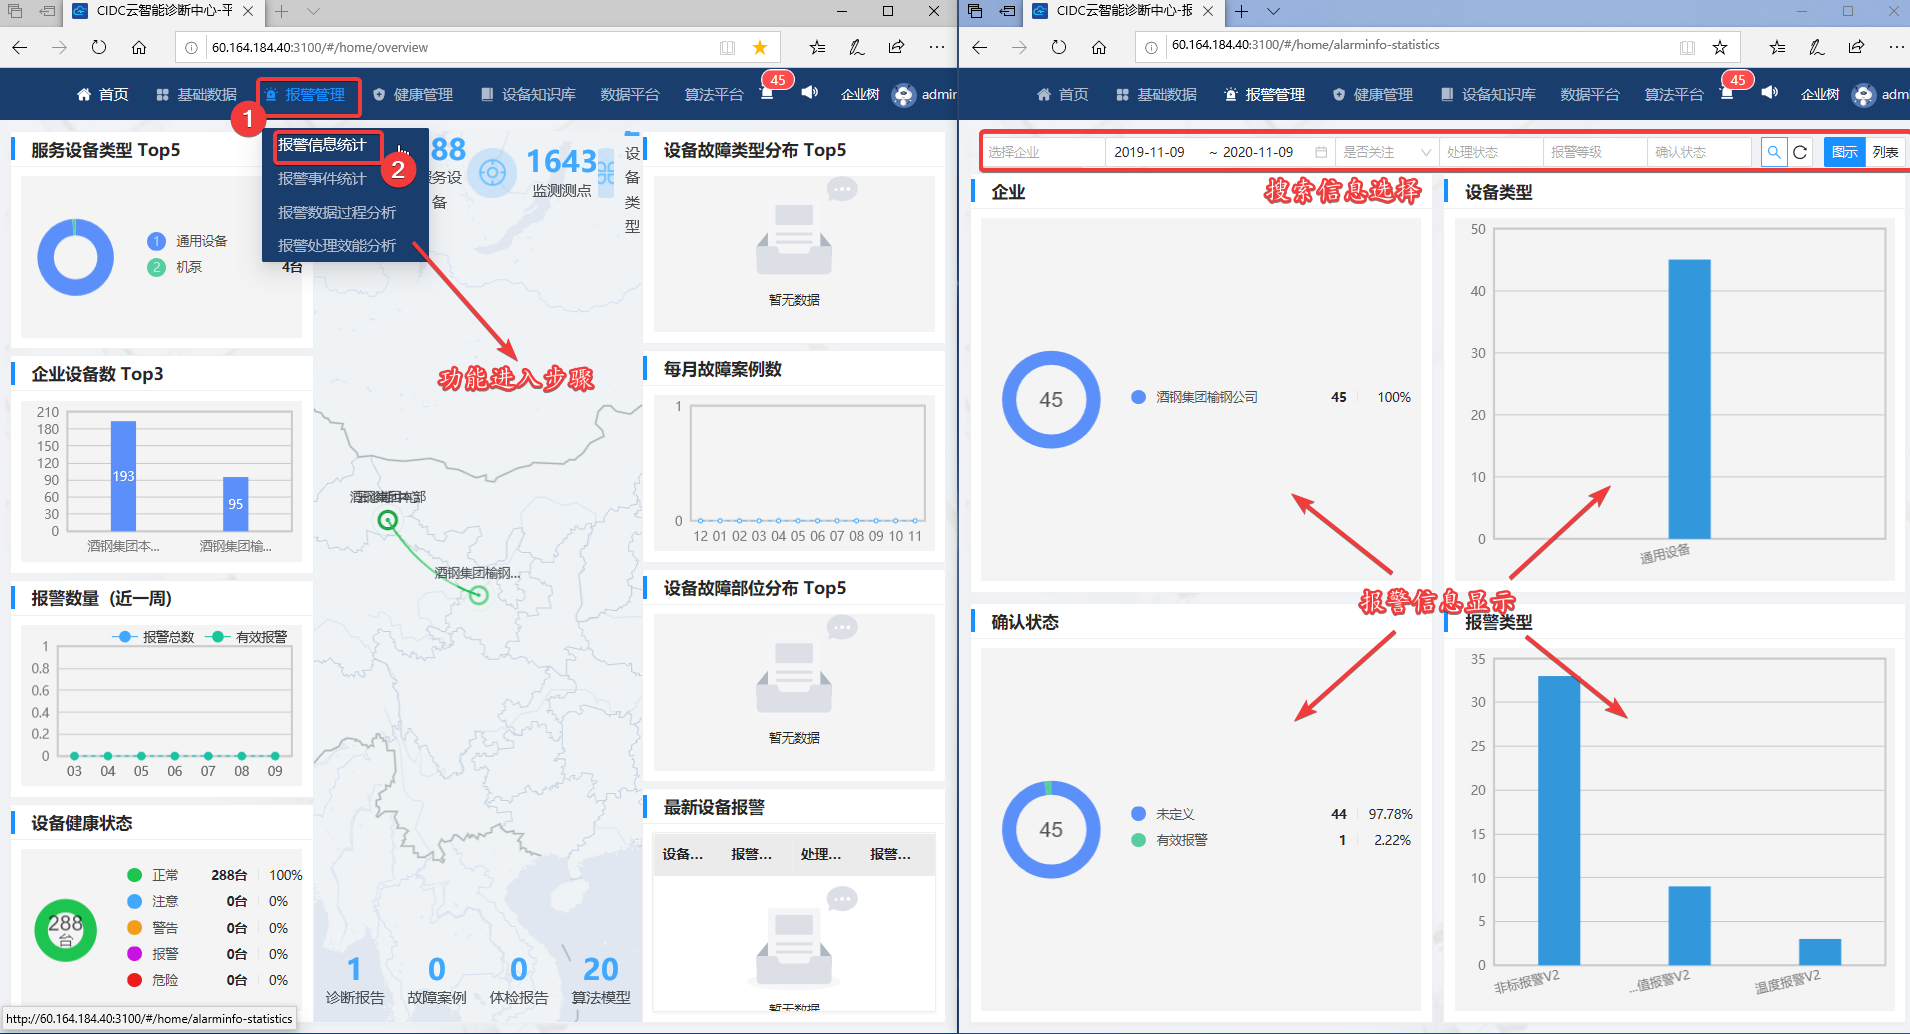 CIDC云智能诊断中心-平
60.164.184.40:3100/#/home/overview
首页
基础数据
报警管理
健康管理
设备知识库
数据平台
算法平台
45
企业树
admin
1
报警信息统计
2
报警事件统计
报警数据过程分析
报警处理效能分析
功能进入步骤
服务设备类型 Top5
1 通用设备
2 机泵
4台
88
务设备
1643
监测测点
设备类型
设备故障类型分布 Top5
暂无数据
企业设备数 Top3
210
180
150
120
90
60
30
0
193
95
酒钢集团本...
酒钢集团榆...
每月故障案例数
1
0
12 01 02 03 04 05 06 07 08 09 10 11
酒钢集团榆钢...
报警数量（近一周）
报警总数
有效报警
1
0.8
0.6
0.4
0.2
0
03 04 05 06 07 08 09
设备故障部位分布 Top5
暂无数据
设备健康状态
288
台
正常 288台 100%
注意 0台 0%
警告 0台 0%
报警 0台 0%
危险 0台 0%
1
诊断报告
0
故障案例
0
体检报告
20
算法模型
最新设备报警
设备... 报警... 处理... 报警...
暂无数据
http://60.164.184.40:3100/#/home/alarminfo-statistics
CIDC云智能诊断中心-报
60.164.184.40:3100/#/home/alarminfo-statistics
首页
基础数据
报警管理
健康管理
设备知识库
数据平台
算法平台
45
企业树
adm
选择企业
2019-11-09 ~ 2020-11-09
是否关注
处理状态
报警等级
确认状态
图示
列表
搜索信息选择
企业
45
酒钢集团榆钢公司 45 100%
设备类型
50
40
30
20
10
0
通用设备
报警信息显示
确认状态
45
未定义 44 97.78%
有效报警 1 2.22%
报警类型
35
30
25
20
15
10
5
0
非标报警V2
...值报警V2
温度报警V2